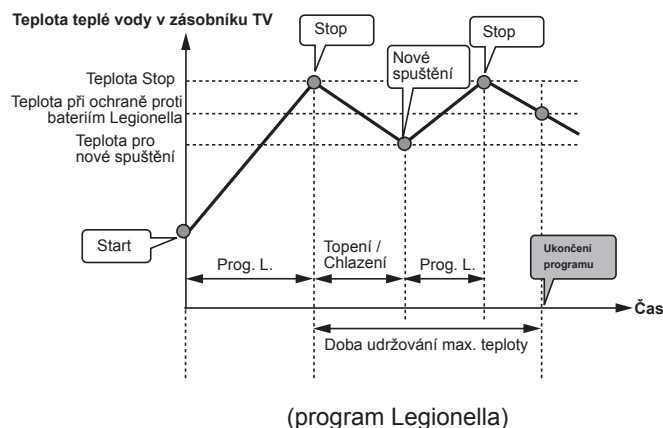 Teplota teplé vody v zásobníku TV
Stop
Stop
Nové
spuštění
Teplota Stop
Teplota při ochraně proti
bateriím Legionella
Teplota pro
nové spuštění
Start
Prog. L.
Topení /
Chlazení
Prog. L.
Ukončení
programu
Čas
Doba udržování max. teploty
(program Legionella)